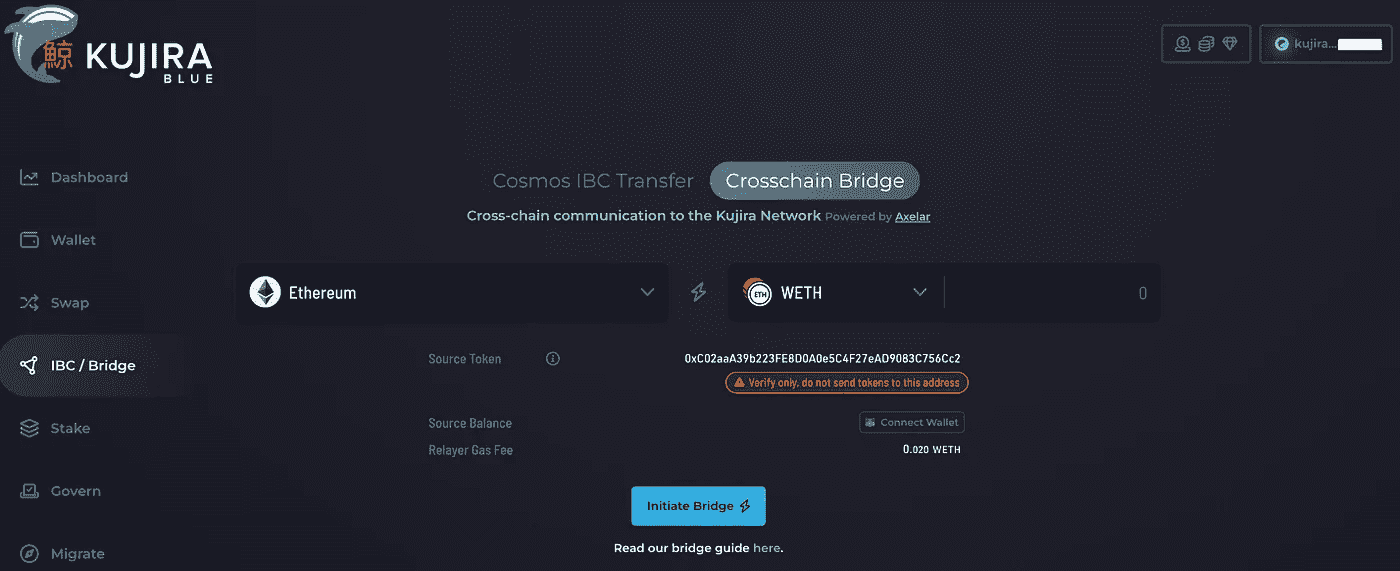 鯨 KUJIRA
BLUE
kujira...
Dashboard
Wallet
Swap
IBC / Bridge
Stake
Govern
Migrate
Cosmos IBC Transfer Crosschain Bridge
Cross-chain communication to the Kujira Network Powered by Axelar
Ethereum
ETH WETH 0
Source Token 0xC02aaA39b223FE8D0A0e5C4F27eAD9083C756Cc2
Verify only, do not send tokens to this address
Source Balance Connect Wallet
Relayer Gas Fee 0.020 WETH
Initiate Bridge
Read our bridge guide here.